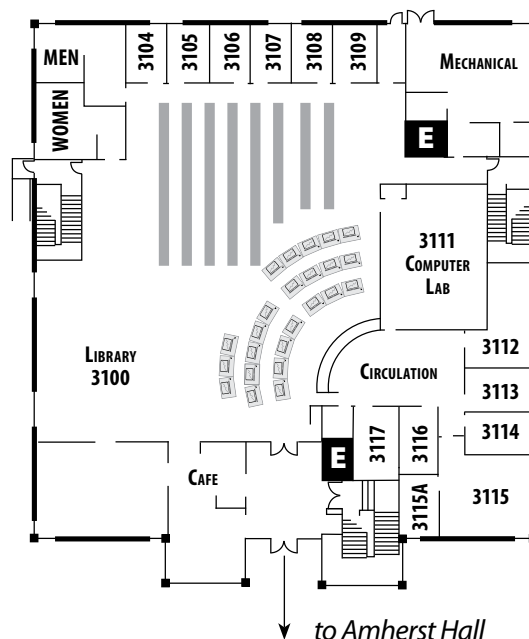 MEN
3104
3105
3106
3107
3108
3109
MECHANICAL
WOMEN
E
3111
COMPUTER
LAB
LIBRARY
3100
CIRCULATION
3112
3113
3114
3117
3116
E
CAFE
3115A
3115
to Amherst Hall